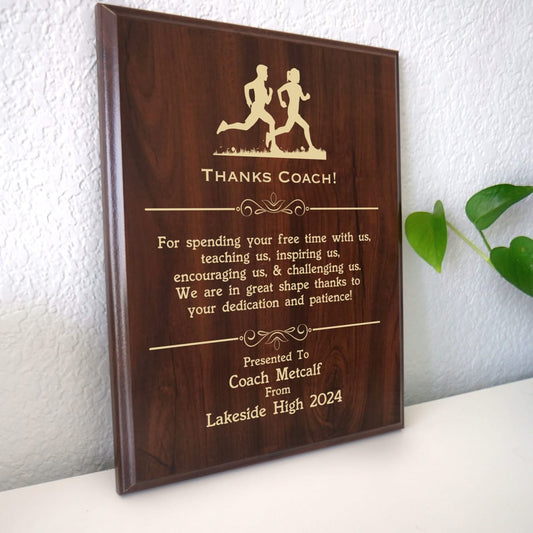 THANKS COACH!
For spending your free time with us,
teaching us, inspiring us,
encouraging us, & challenging us.
We are in great shape thanks to
your dedication and patience!
Presented To
Coach Metcalf
From
Lakeside High 2024